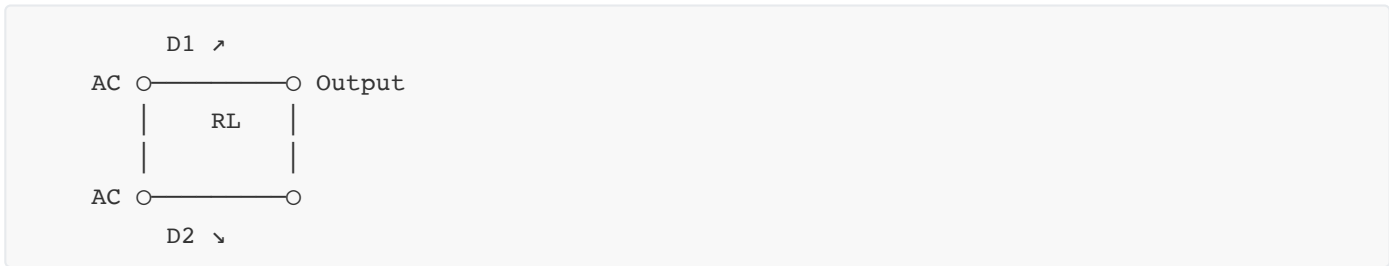 D1 ↗
AC ○─────────○ Output
│ RL │
│ │
AC ○─────────○
D2 ↘